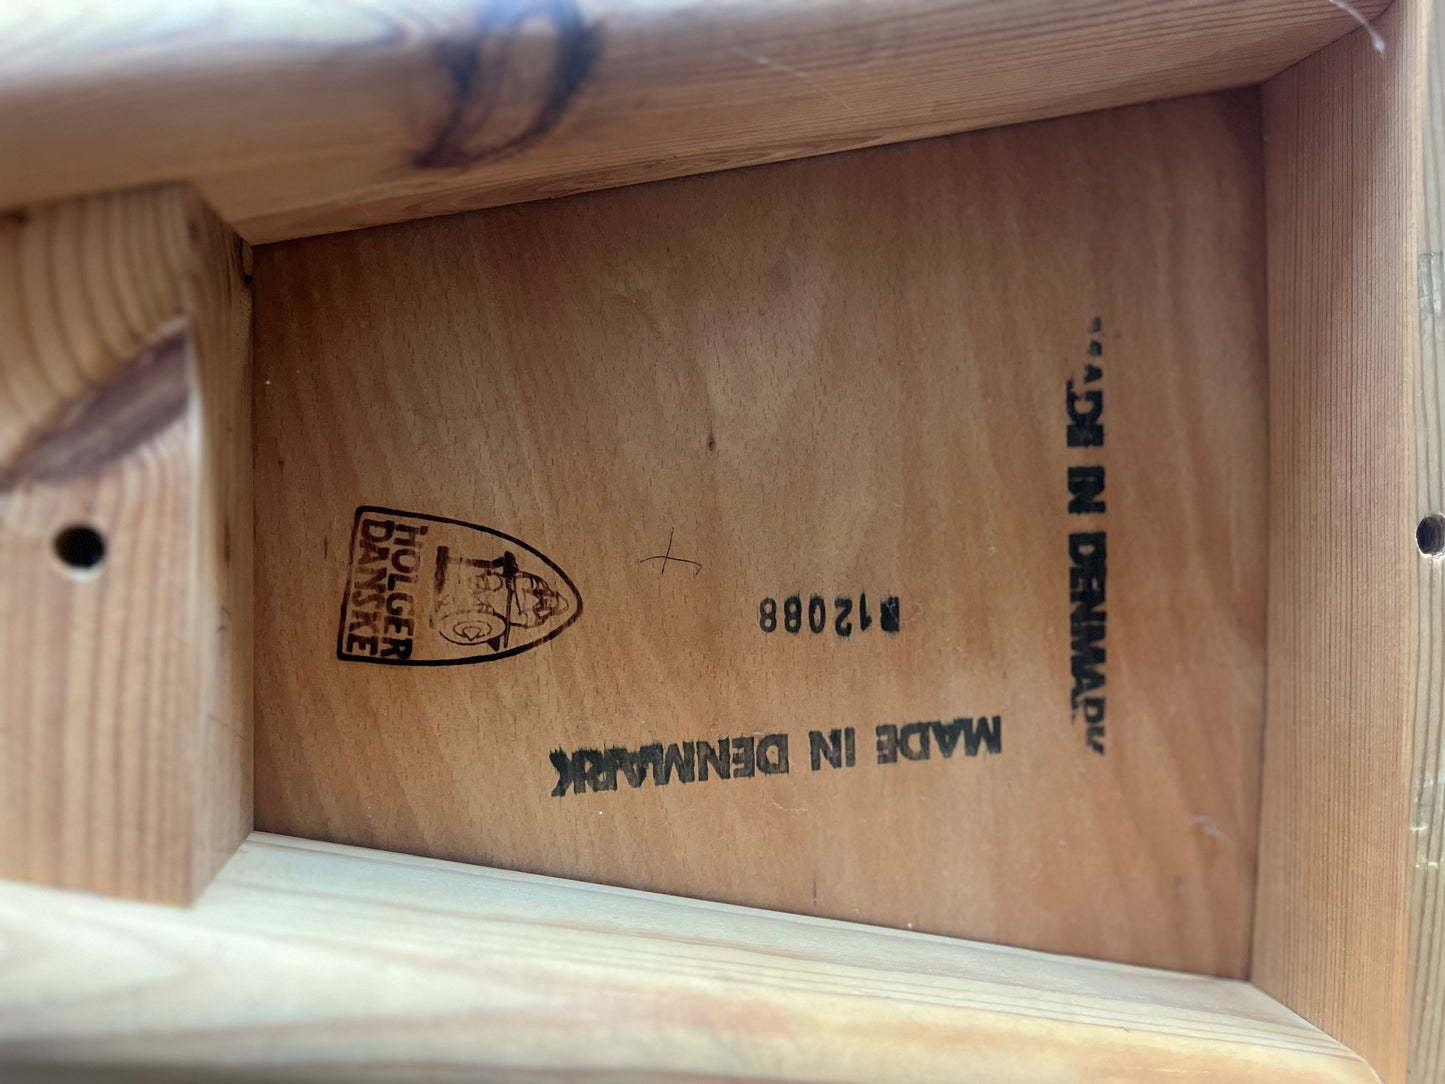 HOLGER
DANSKE
12088
MADE IN DENMARK
MADE IN DENMARK